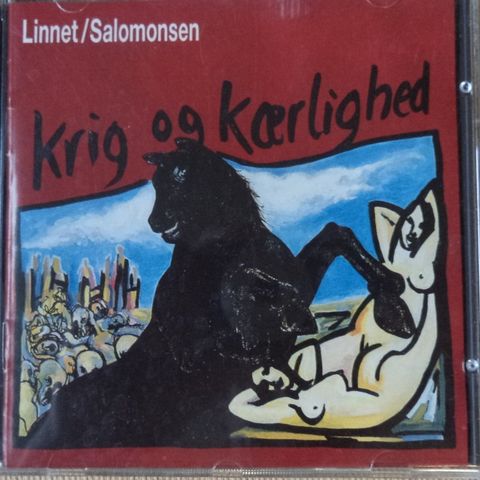 Linnet/Salomonsen
Krig og Kærlighed